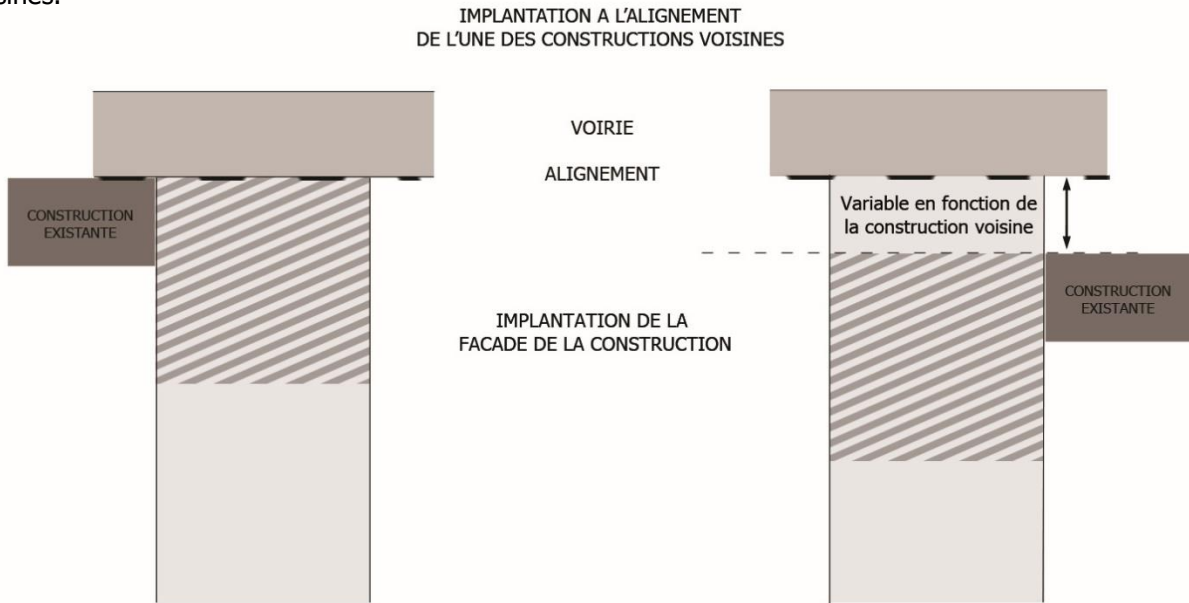 IMPLANTATION A L'ALIGNEMENT
DE L'UNE DES CONSTRUCTIONS VOISINES
VOIRIE
ALIGNEMENT
CONSTRUCTION
EXISTANTE
Variable en fonction de
la construction voisine
CONSTRUCTION
EXISTANTE
IMPLANTATION DE LA
FACADE DE LA CONSTRUCTION